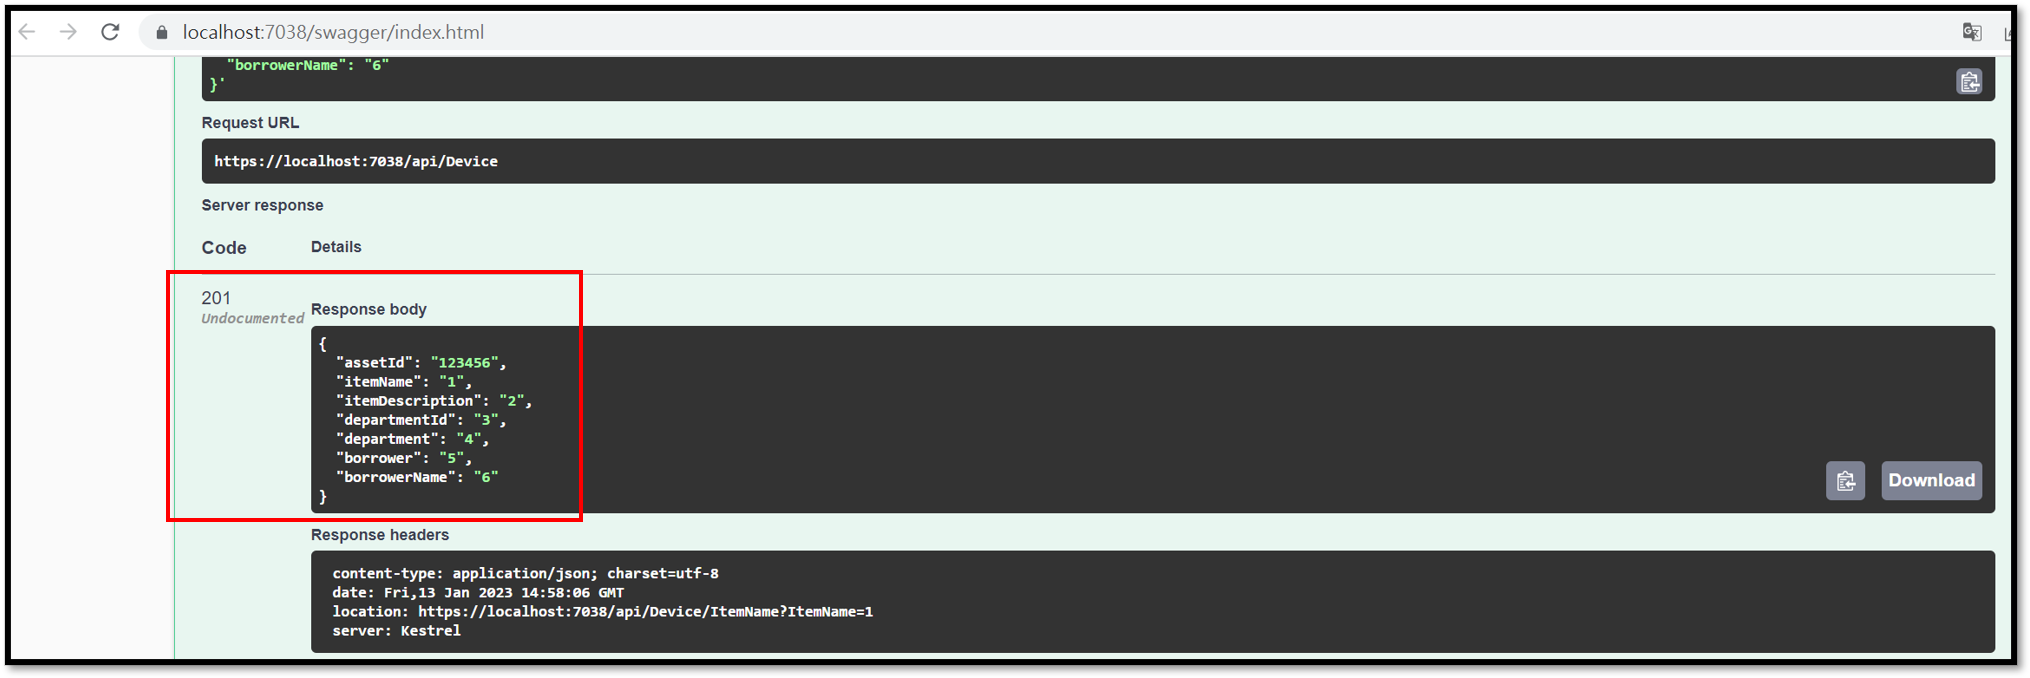 localhost:7038/swagger/index.html
"borrowerName": "6"
}'
Request URL
https://localhost:7038/api/Device
Server response
Code Details
201
Undocumented
Response body
{
"assetId": "123456",
"itemName": "1",
"itemDescription": "2",
"departmentId": "3",
"department": "4",
"borrower": "5",
"borrowerName": "6"
}
Download
Response headers
content-type: application/json; charset=utf-8
date: Fri,13 Jan 2023 14:58:06 GMT
location: https://localhost:7038/api/Device/ItemName?ItemName=1
server: Kestrel